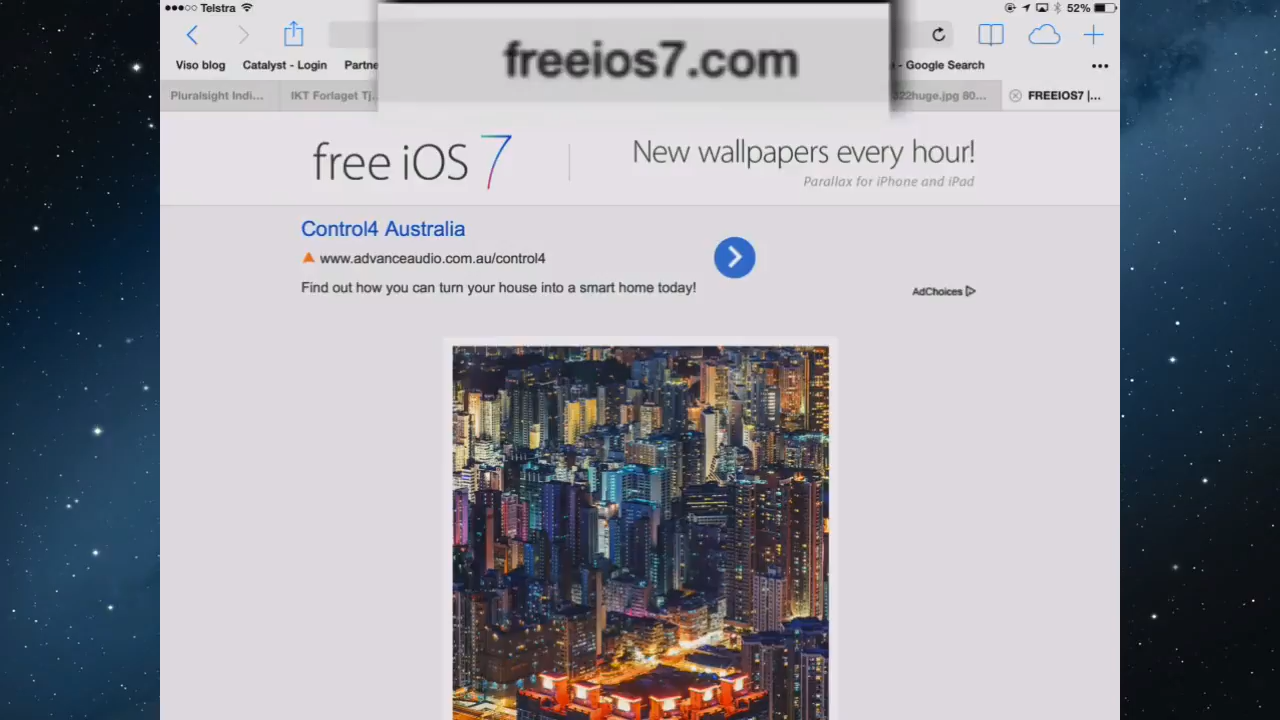 Telstra 52%
freeios7.com
Viso blog Catalyst - Login Partne - Google Search
Pluralsight Indi... IKT Forlaget Tj.. 322huge.jpg 80... FREEIOS7 |...
free iOS 7
New wallpapers every hour!
Parallax for iPhone and iPad
Control4 Australia
www.advanceaudio.com.au/control4
Find out how you can turn your house into a smart home today!
AdChoices